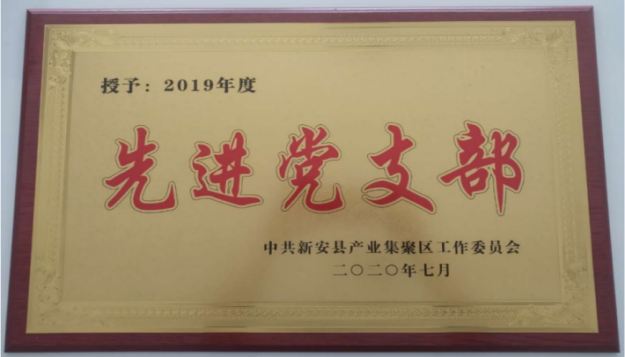 授予：2019年度
先进党支部
中共新安县产业集聚区工作委员会
二〇二〇年七月